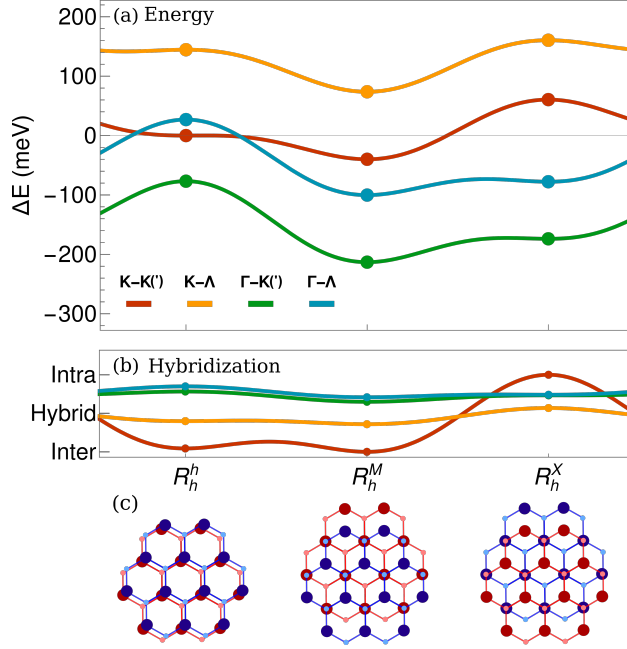 (a) Energy
200
100
0
−100
−200
−300
ΔE (meV)
K−K(') K−Λ Γ−K(') Γ−Λ
(b) Hybridization
Intra
Hybrid
Inter
R_h^h R_h^M R_h^X
(c)